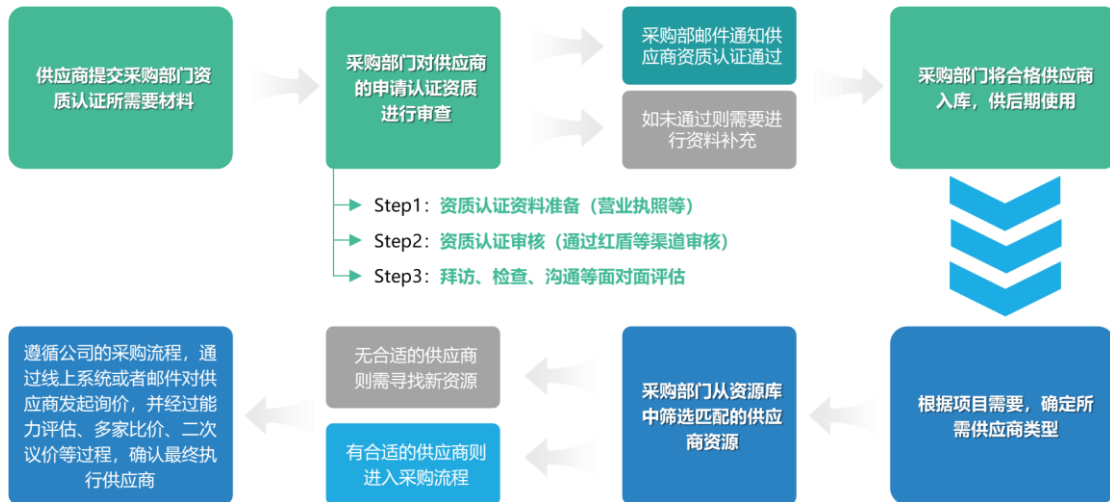 供应商提交采购部门资
质认证所需要材料
采购部门对供应商
的申请认证资质
进行审查
采购部邮件通知供
应商资质认证通过
如未通过则需要进
行资料补充
采购部门将合格供应商
入库，供后期使用
Step1：资质认证资料准备（营业执照等）
Step2：资质认证审核（通过红盾等渠道审核）
Step3：拜访、检查、沟通等面对面评估
根据项目需要，确定所
需供应商类型
采购部门从资源库
中筛选匹配的供应
商资源
无合适的供应商
则需寻找新资源
有合适的供应商则
进入采购流程
遵循公司的采购流程，通
过线上系统或者邮件对供
应商发起询价，并经过能
力评估、多家比价、二次
议价等过程，确认最终执
行供应商